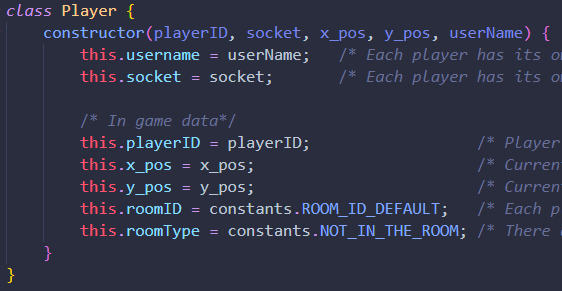 class Player {
constructor(playerID, socket, x_pos, y_pos, userName) {
this.username = userName; /* Each player has its
this.socket = socket; /* Each player has its
/* In game data*/
this.playerID = playerID; /* Player
this.x_pos = x_pos; /* Current
this.y_pos = y_pos; /* Current
this.roomID = constants.ROOM_ID_DEFAULT; /* Each
this.roomType = constants.NOT_IN_THE_ROOM; /* There
}
}